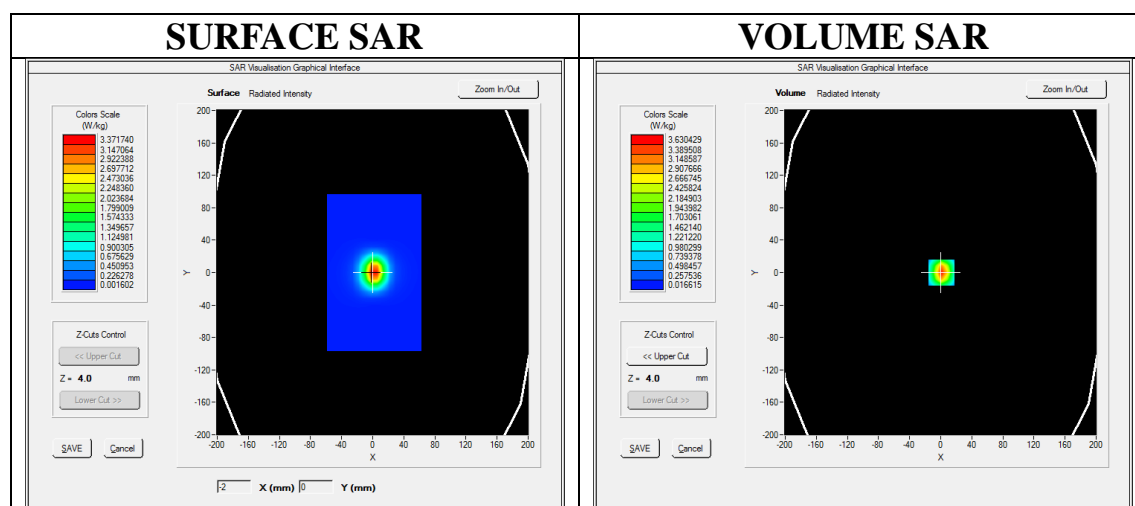 SURFACE SAR
SAR Visualisation Graphical Interface
Surface Radiated Intensity
Zoom In/Out
Colors Scale
(W/kg)
3.371740
3.147064
2.922388
2.697712
2.473036
2.248360
2.023684
1.799009
1.574333
1.349657
1.124981
0.900305
0.675629
0.450953
0.226278
0.001602
Z-Cuts Control
<< Upper Cut
Z = 4.0 mm
Lower Cut >>
SAVE Cancel
200
160
120
80
40
0
-40
-80
-120
-160
-200
Y
-200 -160 -120 -80 -40 0 40 80 120 160 200
X
-2 X (mm) 0 Y (mm)
VOLUME SAR
SAR Visualisation Graphical Interface
Volume Radiated Intensity
Zoom In/Out
Colors Scale
(W/kg)
3.630429
3.389508
3.148587
2.907666
2.666745
2.425824
2.184903
1.943982
1.703061
1.462140
1.221220
0.980299
0.739378
0.498457
0.257536
0.016615
Z-Cuts Control
<< Upper Cut
Z = 4.0 mm
Lower Cut >>
SAVE Cancel
200
160
120
80
40
0
-40
-80
-120
-160
-200
Y
-200 -160 -120 -80 -40 0 40 80 120 160 200
X